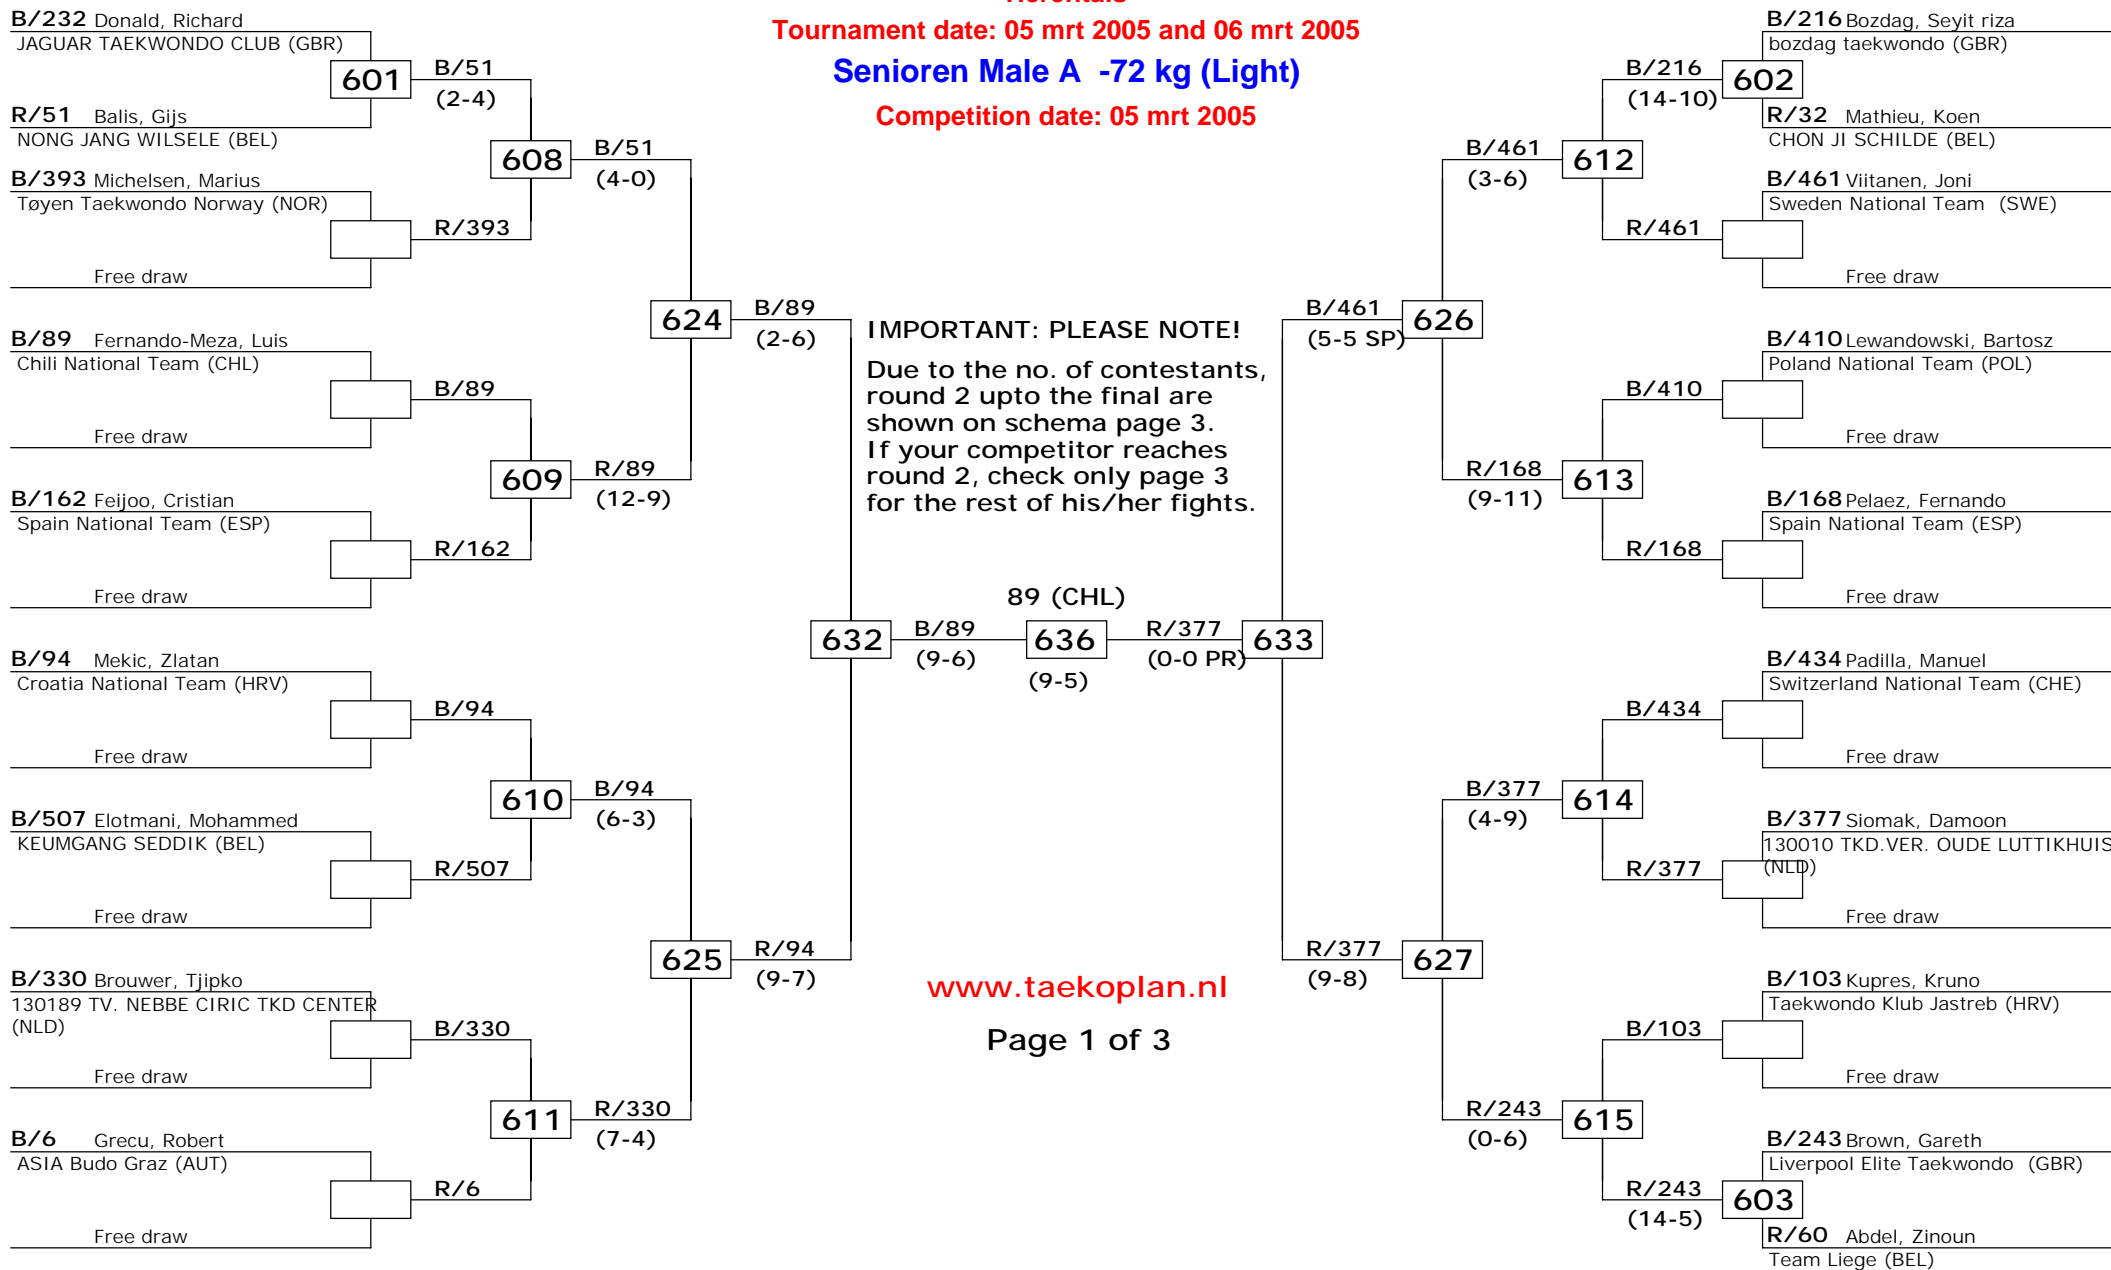 Herentals
Tournament date: 05 mrt 2005 and 06 mrt 2005
Senioren Male A -72 kg (Light)
Competition date: 05 mrt 2005
B/232 Donald, Richard
JAGUAR TAEKWONDO CLUB (GBR)
601
B/51
(2-4)
R/51 Balis, Gijs
NONG JANG WILSELE (BEL)
608
B/51
(4-0)
B/393 Michelsen, Marius
Tøyen Taekwondo Norway (NOR)
R/393
Free draw
624
B/89
(2-6)
B/89 Fernando-Meza, Luis
Chili National Team (CHL)
B/89
Free draw
609
R/89
(12-9)
B/162 Feijoo, Cristian
Spain National Team (ESP)
R/162
Free draw
632
B/89
(9-6)
B/94 Mekic, Zlatan
Croatia National Team (HRV)
B/94
Free draw
610
B/94
(6-3)
B/507 Elotmani, Mohammed
KEUMGANG SEDDIK (BEL)
R/507
Free draw
625
R/94
(9-7)
B/330 Brouwer, Tjipko
130189 TV. NEBBE CIRIC TKD CENTER
(NLD)
B/330
Free draw
611
R/330
(7-4)
B/6 Grecu, Robert
ASIA Budo Graz (AUT)
R/6
Free draw
IMPORTANT: PLEASE NOTE!
Due to the no. of contestants,
round 2 upto the final are
shown on schema page 3.
If your competitor reaches
round 2, check only page 3
for the rest of his/her fights.
89 (CHL)
636
(9-5)
R/377
(0-0 PR)
633
www.taekoplan.nl
Page 1 of 3
B/216 Bozdag, Seyit riza
bozdag taekwondo (GBR)
B/216
(14-10)
602
R/32 Mathieu, Koen
CHON JI SCHILDE (BEL)
B/461
(3-6)
612
B/461 Viitanen, Joni
Sweden National Team (SWE)
R/461
Free draw
B/461
(5-5 SP)
626
B/410 Lewandowski, Bartosz
Poland National Team (POL)
B/410
Free draw
R/168
(9-11)
613
B/168 Pelaez, Fernando
Spain National Team (ESP)
R/168
Free draw
B/434 Padilla, Manuel
Switzerland National Team (CHE)
B/434
Free draw
B/377
(4-9)
614
B/377 Siomak, Damoon
130010 TKD.VER. OUDE LUTTIKHUIS
(NLD)
R/377
Free draw
R/377
(9-8)
627
B/103 Kupres, Kruno
Taekwondo Klub Jastreb (HRV)
B/103
Free draw
R/243
(0-6)
615
B/243 Brown, Gareth
Liverpool Elite Taekwondo (GBR)
R/243
(14-5)
603
R/60 Abdel, Zinoun
Team Liege (BEL)